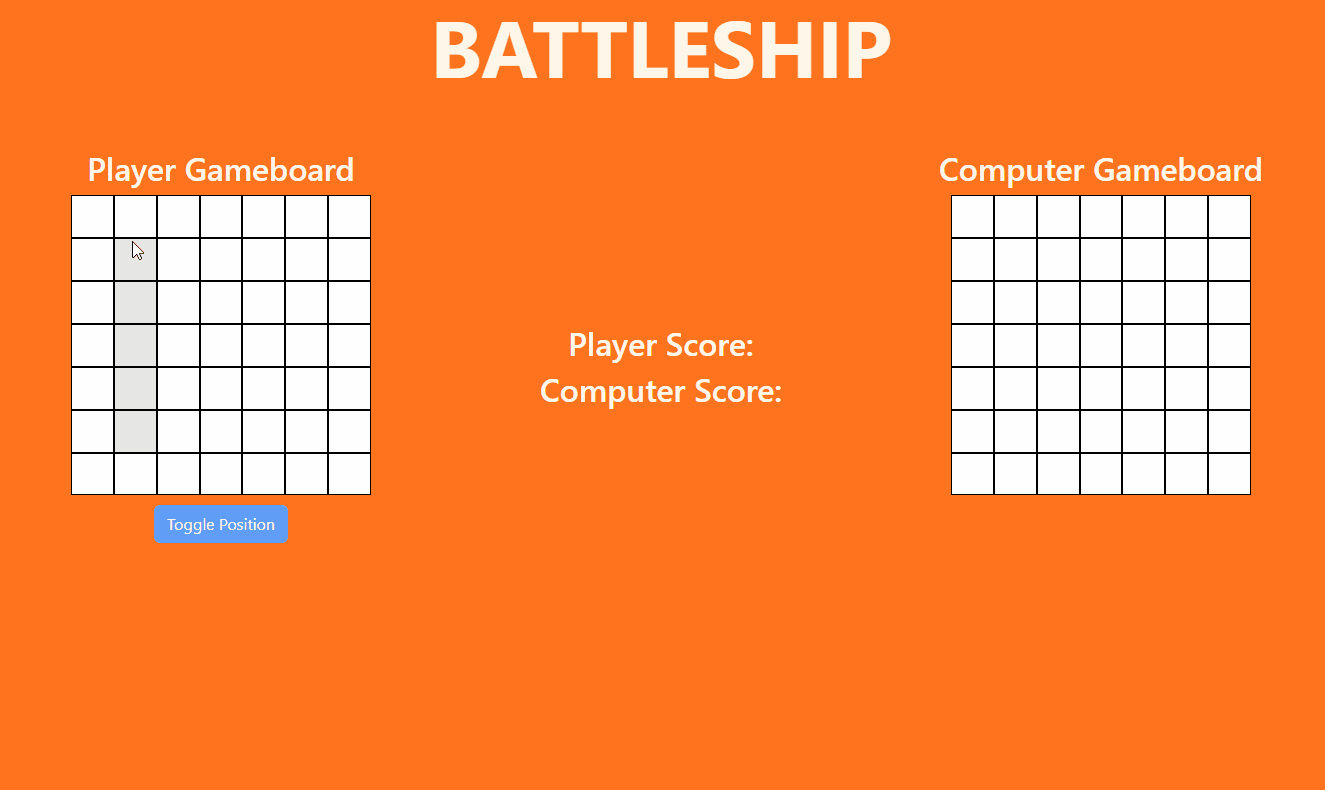 BATTLESHIP
Player Gameboard
Computer Gameboard
Player Score:
Computer Score:
Toggle Position